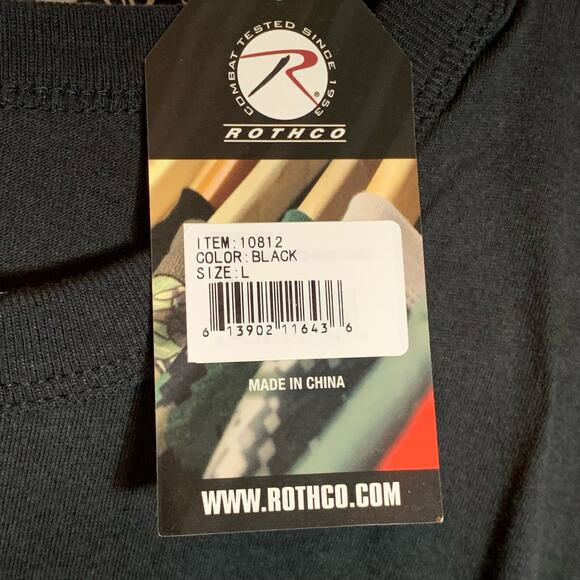 COMBAT TESTED SINCE 1953
R
ROTHCO
ITEM:10812
COLOR:BLACK
SIZE:L
6 13902 11643 6
MADE IN CHINA
WWW.ROTHCO.COM